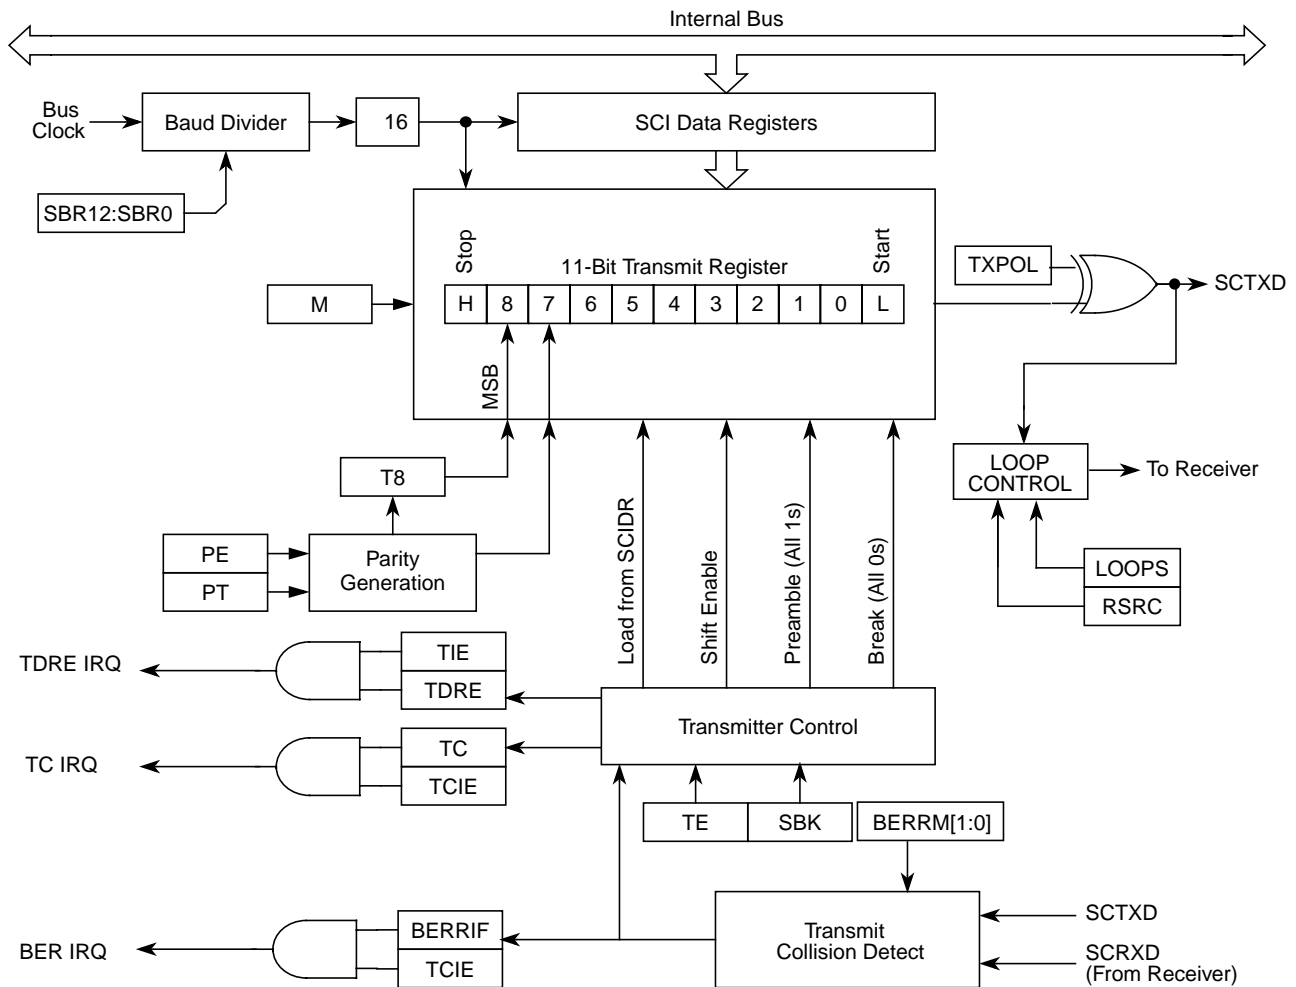 Internal Bus
Bus
Clock
Baud Divider
16
SCI Data Registers
SBR12:SBR0
Stop
11-Bit Transmit Register
Start
M
H 8 7 6 5 4 3 2 1 0 L
TXPOL
SCTXD
MSB
T8
LOOP
CONTROL
To Receiver
PE
PT
Parity
Generation
Load from SCIDR
Shift Enable
Preamble (All 1s)
Break (All 0s)
LOOPS
RSRC
TDRE IRQ
TIE
TDRE
Transmitter Control
TC IRQ
TC
TCIE
TE
SBK
BERRM[1:0]
BER IRQ
BERRIF
TCIE
Transmit
Collision Detect
SCTXD
SCRXD
(From Receiver)